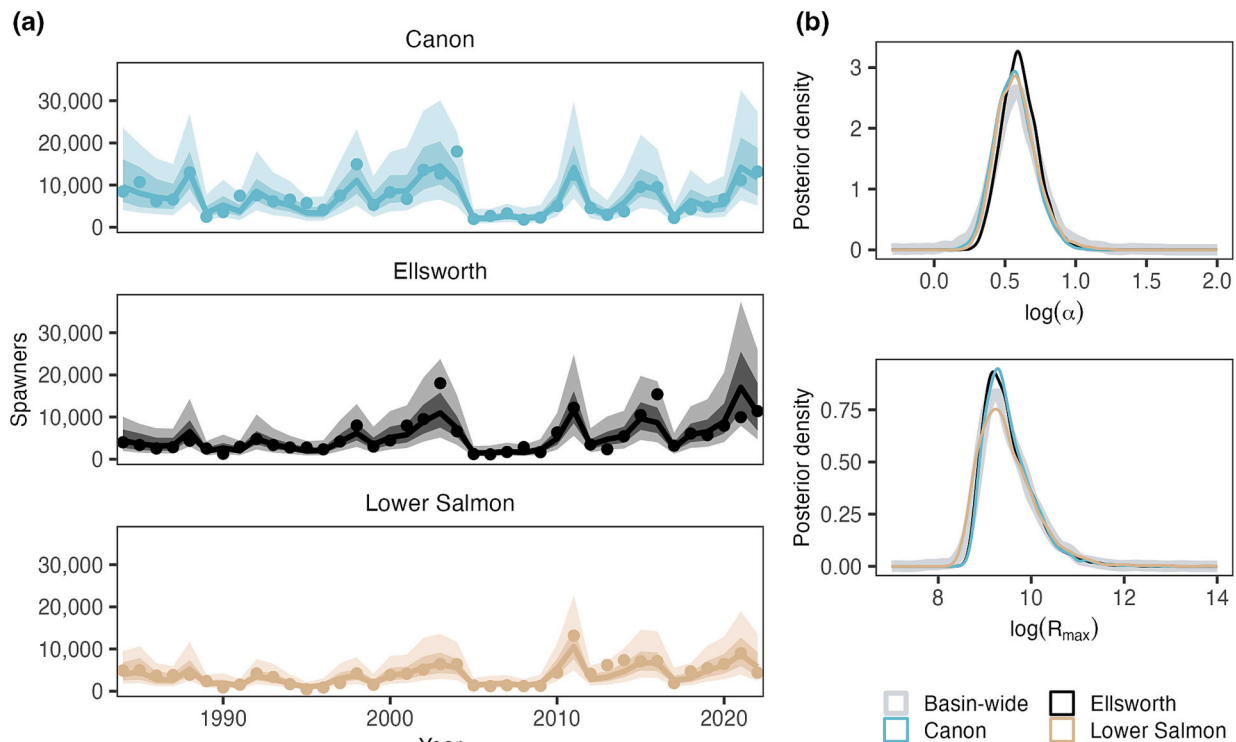 (a)
Canon
30,000
20,000
10,000
0
Ellsworth
30,000
20,000
10,000
0
Spawners
Lower Salmon
30,000
20,000
10,000
0
1990 2000 2010 2020
Year
(b)
Posterior density
3
2
1
0
0.0 0.5 1.0 1.5 2.0
log(α)
Posterior density
0.75
0.50
0.25
0.00
8 10 12 14
log(Rmax)
Basin-wide Ellsworth
Canon Lower Salmon